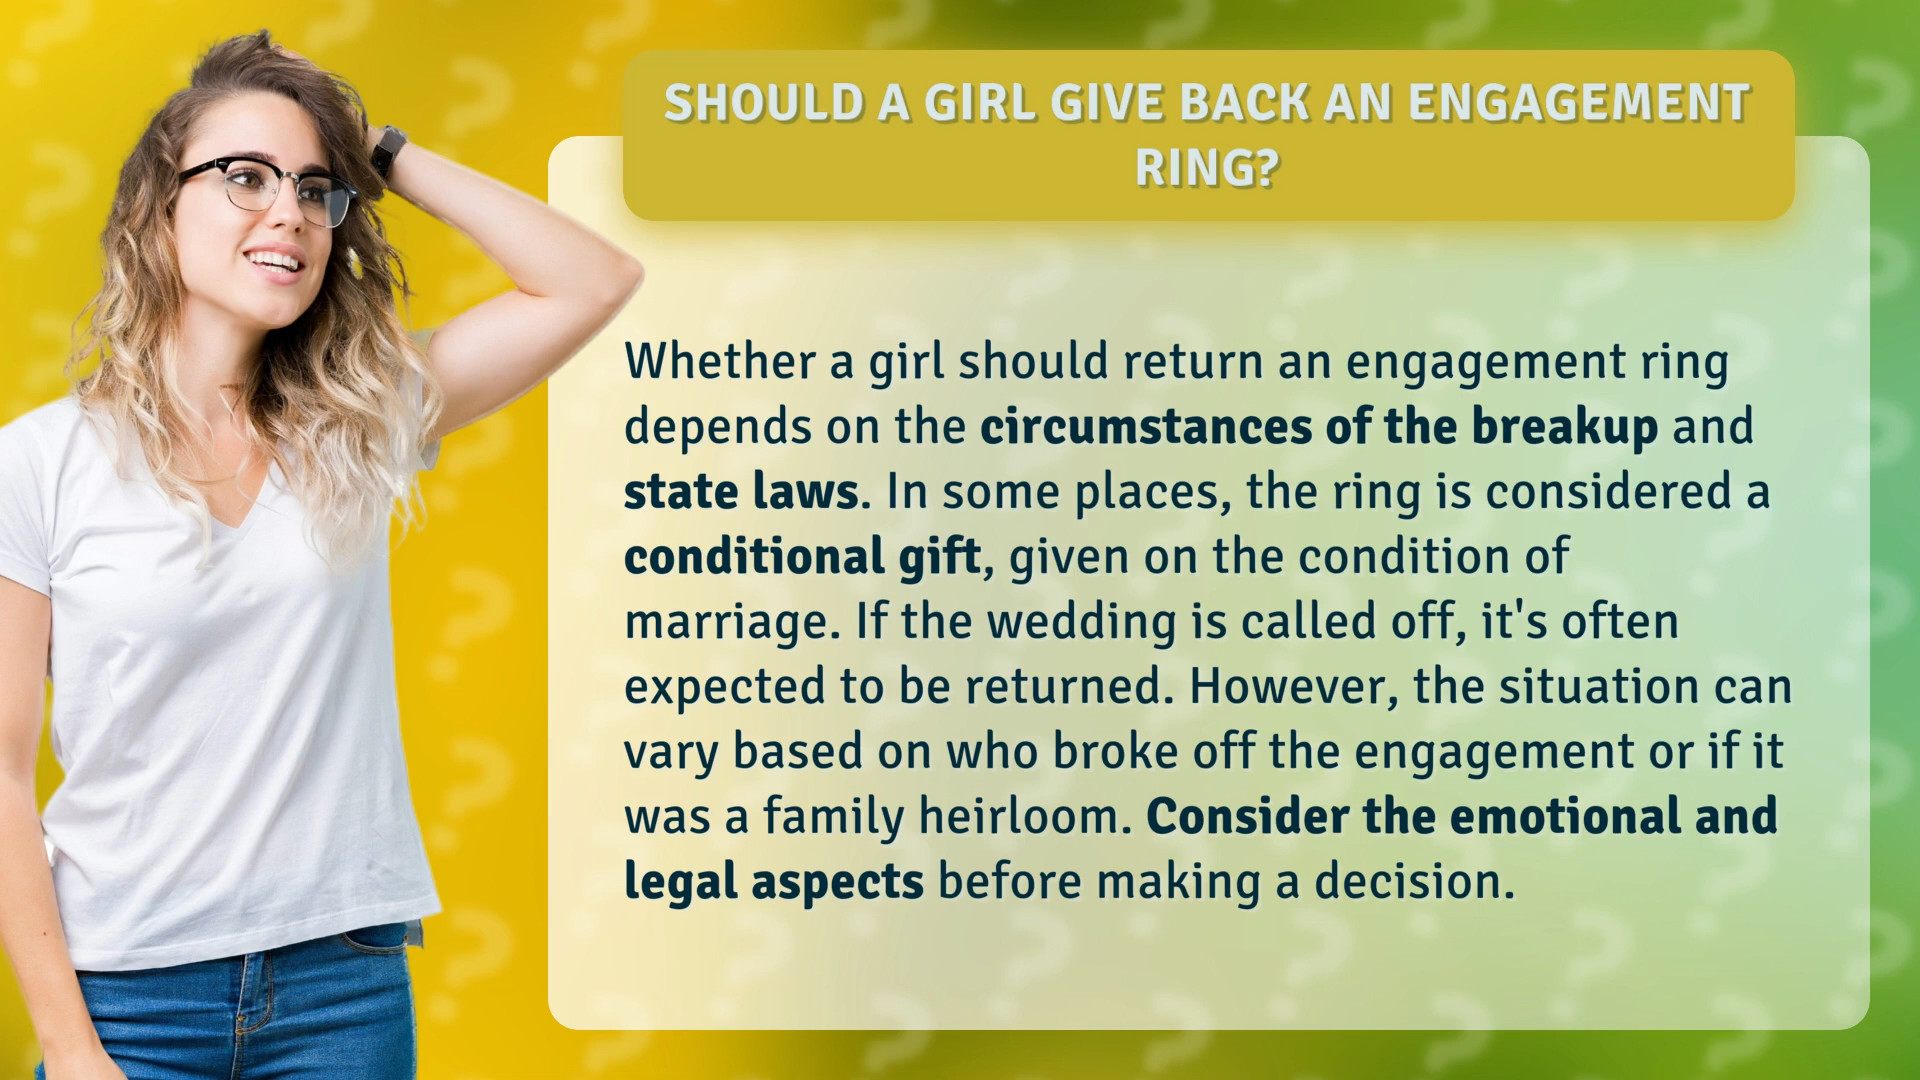 SHOULD A GIRL GIVE BACK AN ENGAGEMENT
RING?
Whether a girl should return an engagement ring
depends on the circumstances of the breakup and
state laws. In some places, the ring is considered a
conditional gift, given on the condition of
marriage. If the wedding is called off, it's often
expected to be returned. However, the situation can
vary based on who broke off the engagement or if it
was a family heirloom. Consider the emotional and
legal aspects before making a decision.